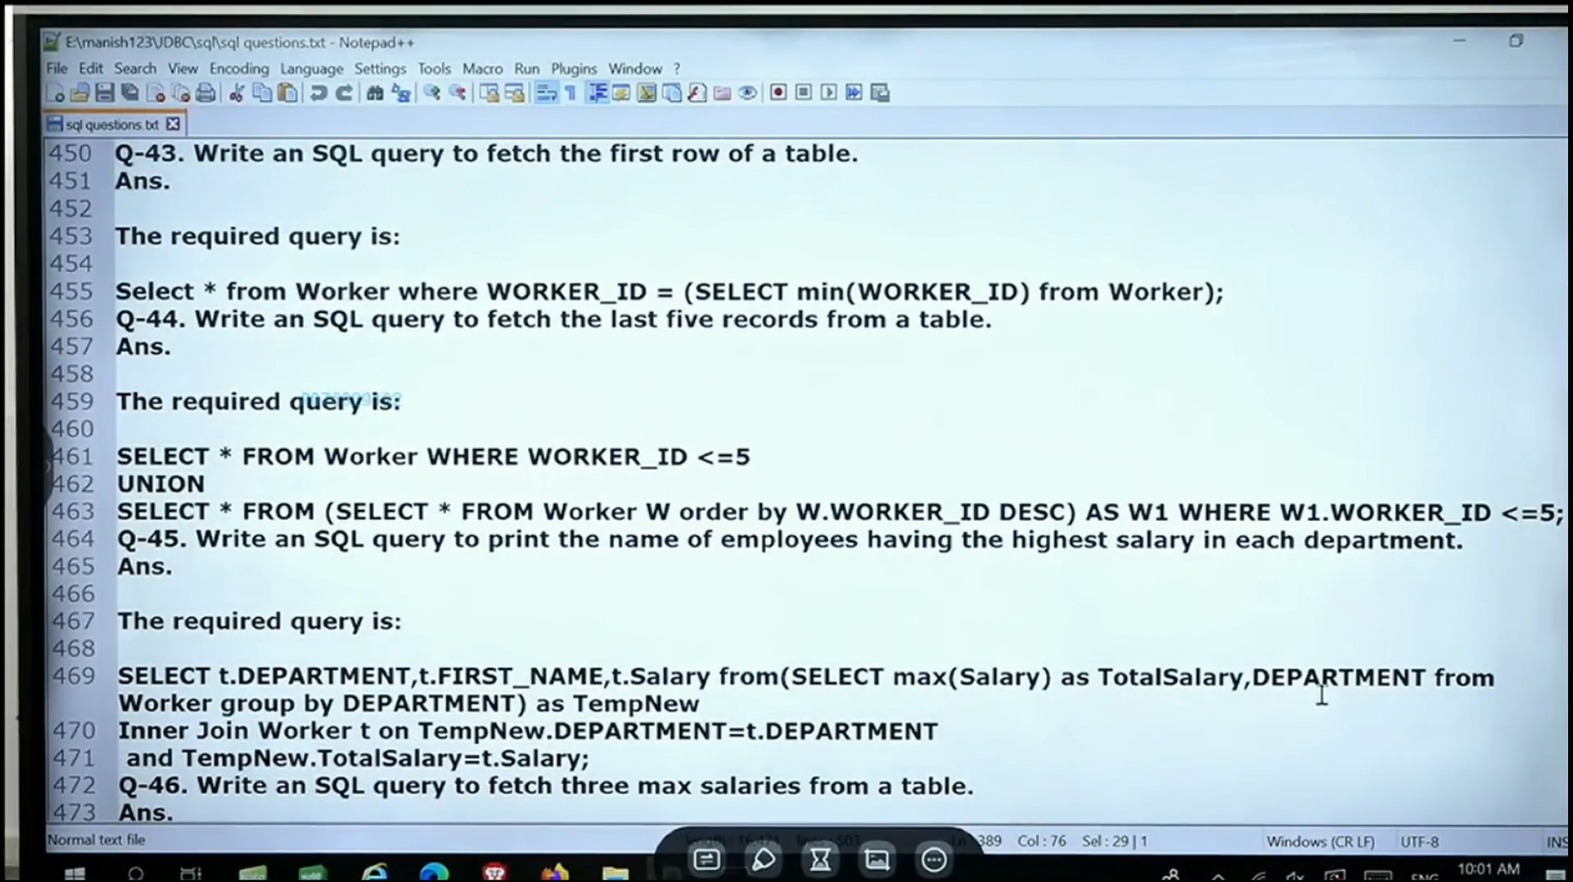 E:\manish123\JDBC\sql\sql questions.txt - Notepad++
File Edit Search View Encoding Language Settings Tools Macro Run Plugins Window ?
sql questions.txt
450 Q-43. Write an SQL query to fetch the first row of a table.
451 Ans.
452
453 The required query is:
454
455 Select * from Worker where WORKER_ID = (SELECT min(WORKER_ID) from Worker);
456 Q-44. Write an SQL query to fetch the last five records from a table.
457 Ans.
458
459 The required query is:
460
461 SELECT * FROM Worker WHERE WORKER_ID <=5
462 UNION
463 SELECT * FROM (SELECT * FROM Worker W order by W.WORKER_ID DESC) AS W1 WHERE W1.WORKER_ID <=5;
464 Q-45. Write an SQL query to print the name of employees having the highest salary in each department.
465 Ans.
466
467 The required query is:
468
469 SELECT t.DEPARTMENT,t.FIRST_NAME,t.Salary from(SELECT max(Salary) as TotalSalary,DEPARTMENT from
Worker group by DEPARTMENT) as TempNew
470 Inner Join Worker t on TempNew.DEPARTMENT=t.DEPARTMENT
471 and TempNew.TotalSalary=t.Salary;
472 Q-46. Write an SQL query to fetch three max salaries from a table.
473 Ans.
Normal text file 389 Col : 76 Sel : 29 | 1 Windows (CR LF) UTF-8 INS
ENG 10:01 AM